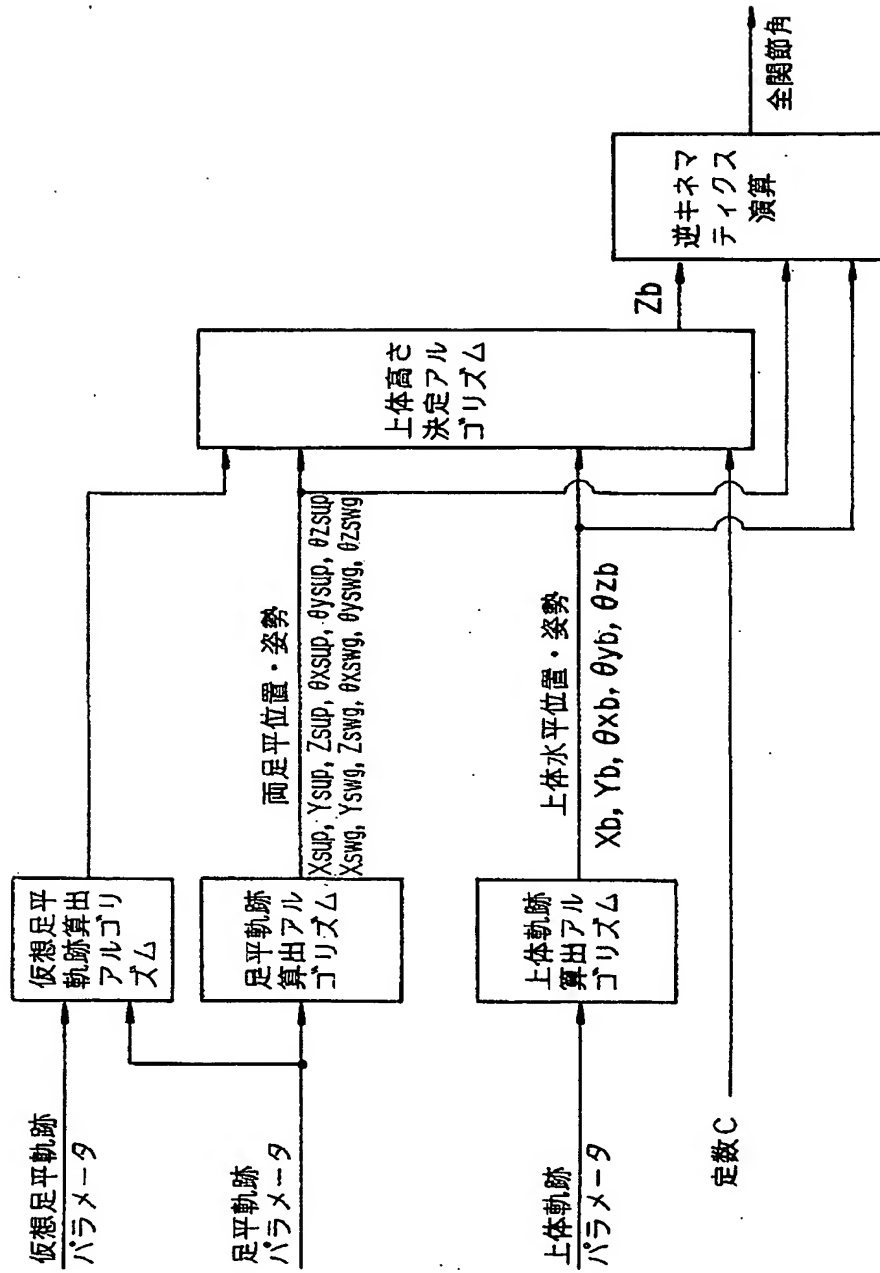 仮想足平軌跡
パラメータ
足平軌跡
パラメータ
上体軌跡
パラメータ
定数C
仮想足平
軌跡算出
アルゴリ
ズム
足平軌跡
算出アル
ゴリズム
上体軌跡
算出アル
ゴリズム
両足平位置・姿勢
Xsup, Ysup, Zsup, θxsup, θysup, θzsup
Xswg, Yswg, Zswg, θxswg, θyswg, θzswg
上体水平位置・姿勢
Xb, Yb, θxb, θyb, θzb
上体高さ
決定アル
ゴリズム
Zb
逆キネマ
ティクス
演算
全関節角